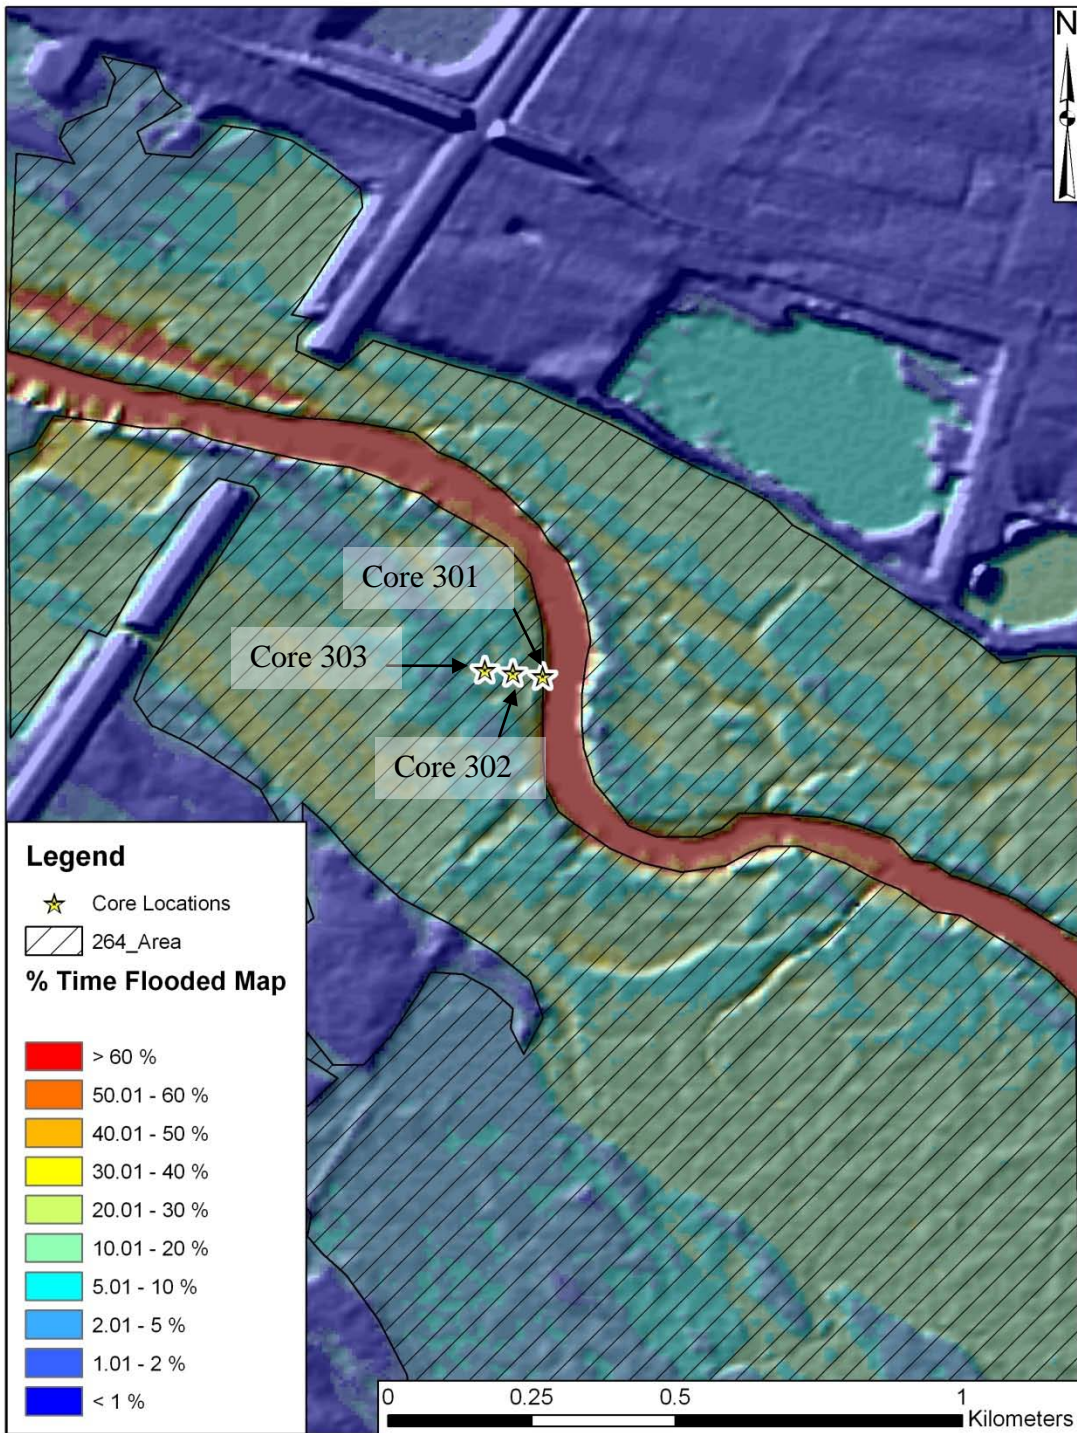 N
Core 301
Core 303
Core 302
Legend
Core Locations
264_Area
% Time Flooded Map
> 60 %
50.01 - 60 %
40.01 - 50 %
30.01 - 40 %
20.01 - 30 %
10.01 - 20 %
5.01 - 10 %
2.01 - 5 %
1.01 - 2 %
< 1 %
0 0.25 0.5 1
Kilometers